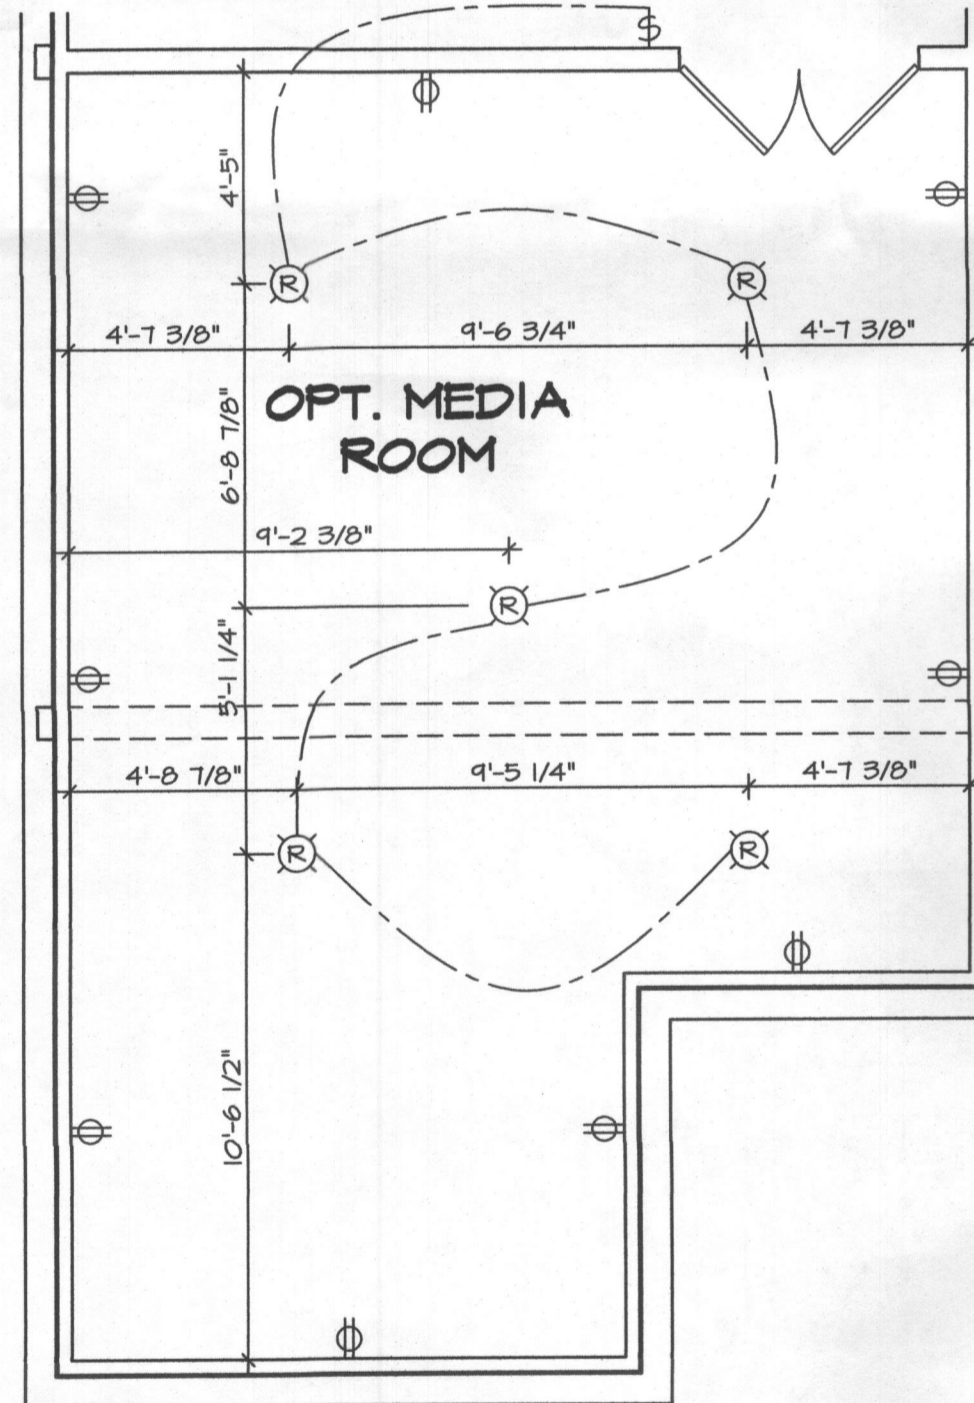 S
4'-5"
R
R
4'-7 3/8"
9'-6 3/4"
4'-7 3/8"
OPT. MEDIA
ROOM
6'-8 7/8"
9'-2 3/8"
R
5'-1 1/4"
4'-8 7/8"
9'-5 1/4"
4'-7 3/8"
R
R
10'-6 1/2"